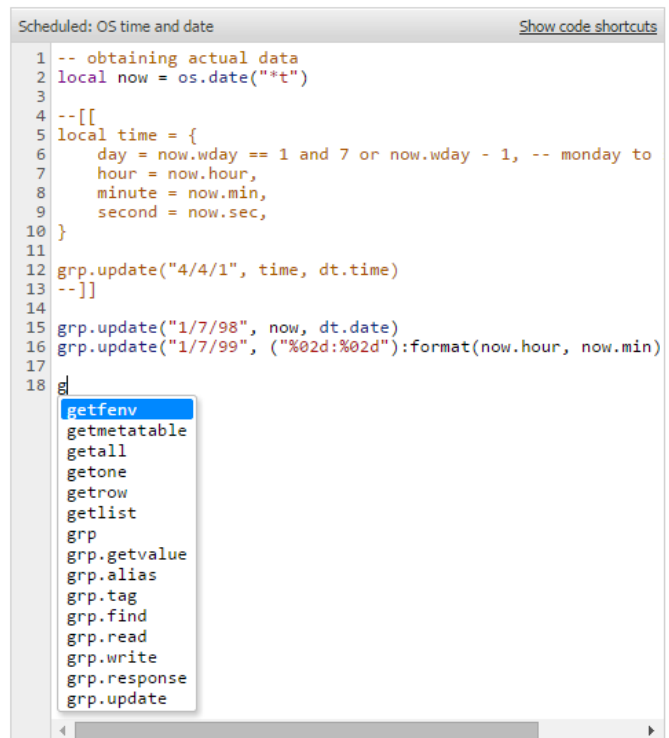 Scheduled: OS time and date Show code shortcuts
1 -- obtaining actual data
2 local now = os.date("*t")
3
4 --[[
5 local time = {
6     day = now.wday == 1 and 7 or now.wday - 1, -- monday to
7     hour = now.hour,
8     minute = now.min,
9     second = now.sec,
10 }
11
12 grp.update("4/4/1", time, dt.time)
13 --]]
14
15 grp.update("1/7/98", now, dt.date)
16 grp.update("1/7/99", ("%02d:%02d"):format(now.hour, now.min)
17
18 g
getfenv
getmetatable
getall
getone
getrow
getlist
grp
grp.getvalue
grp.alias
grp.tag
grp.find
grp.read
grp.write
grp.response
grp.update